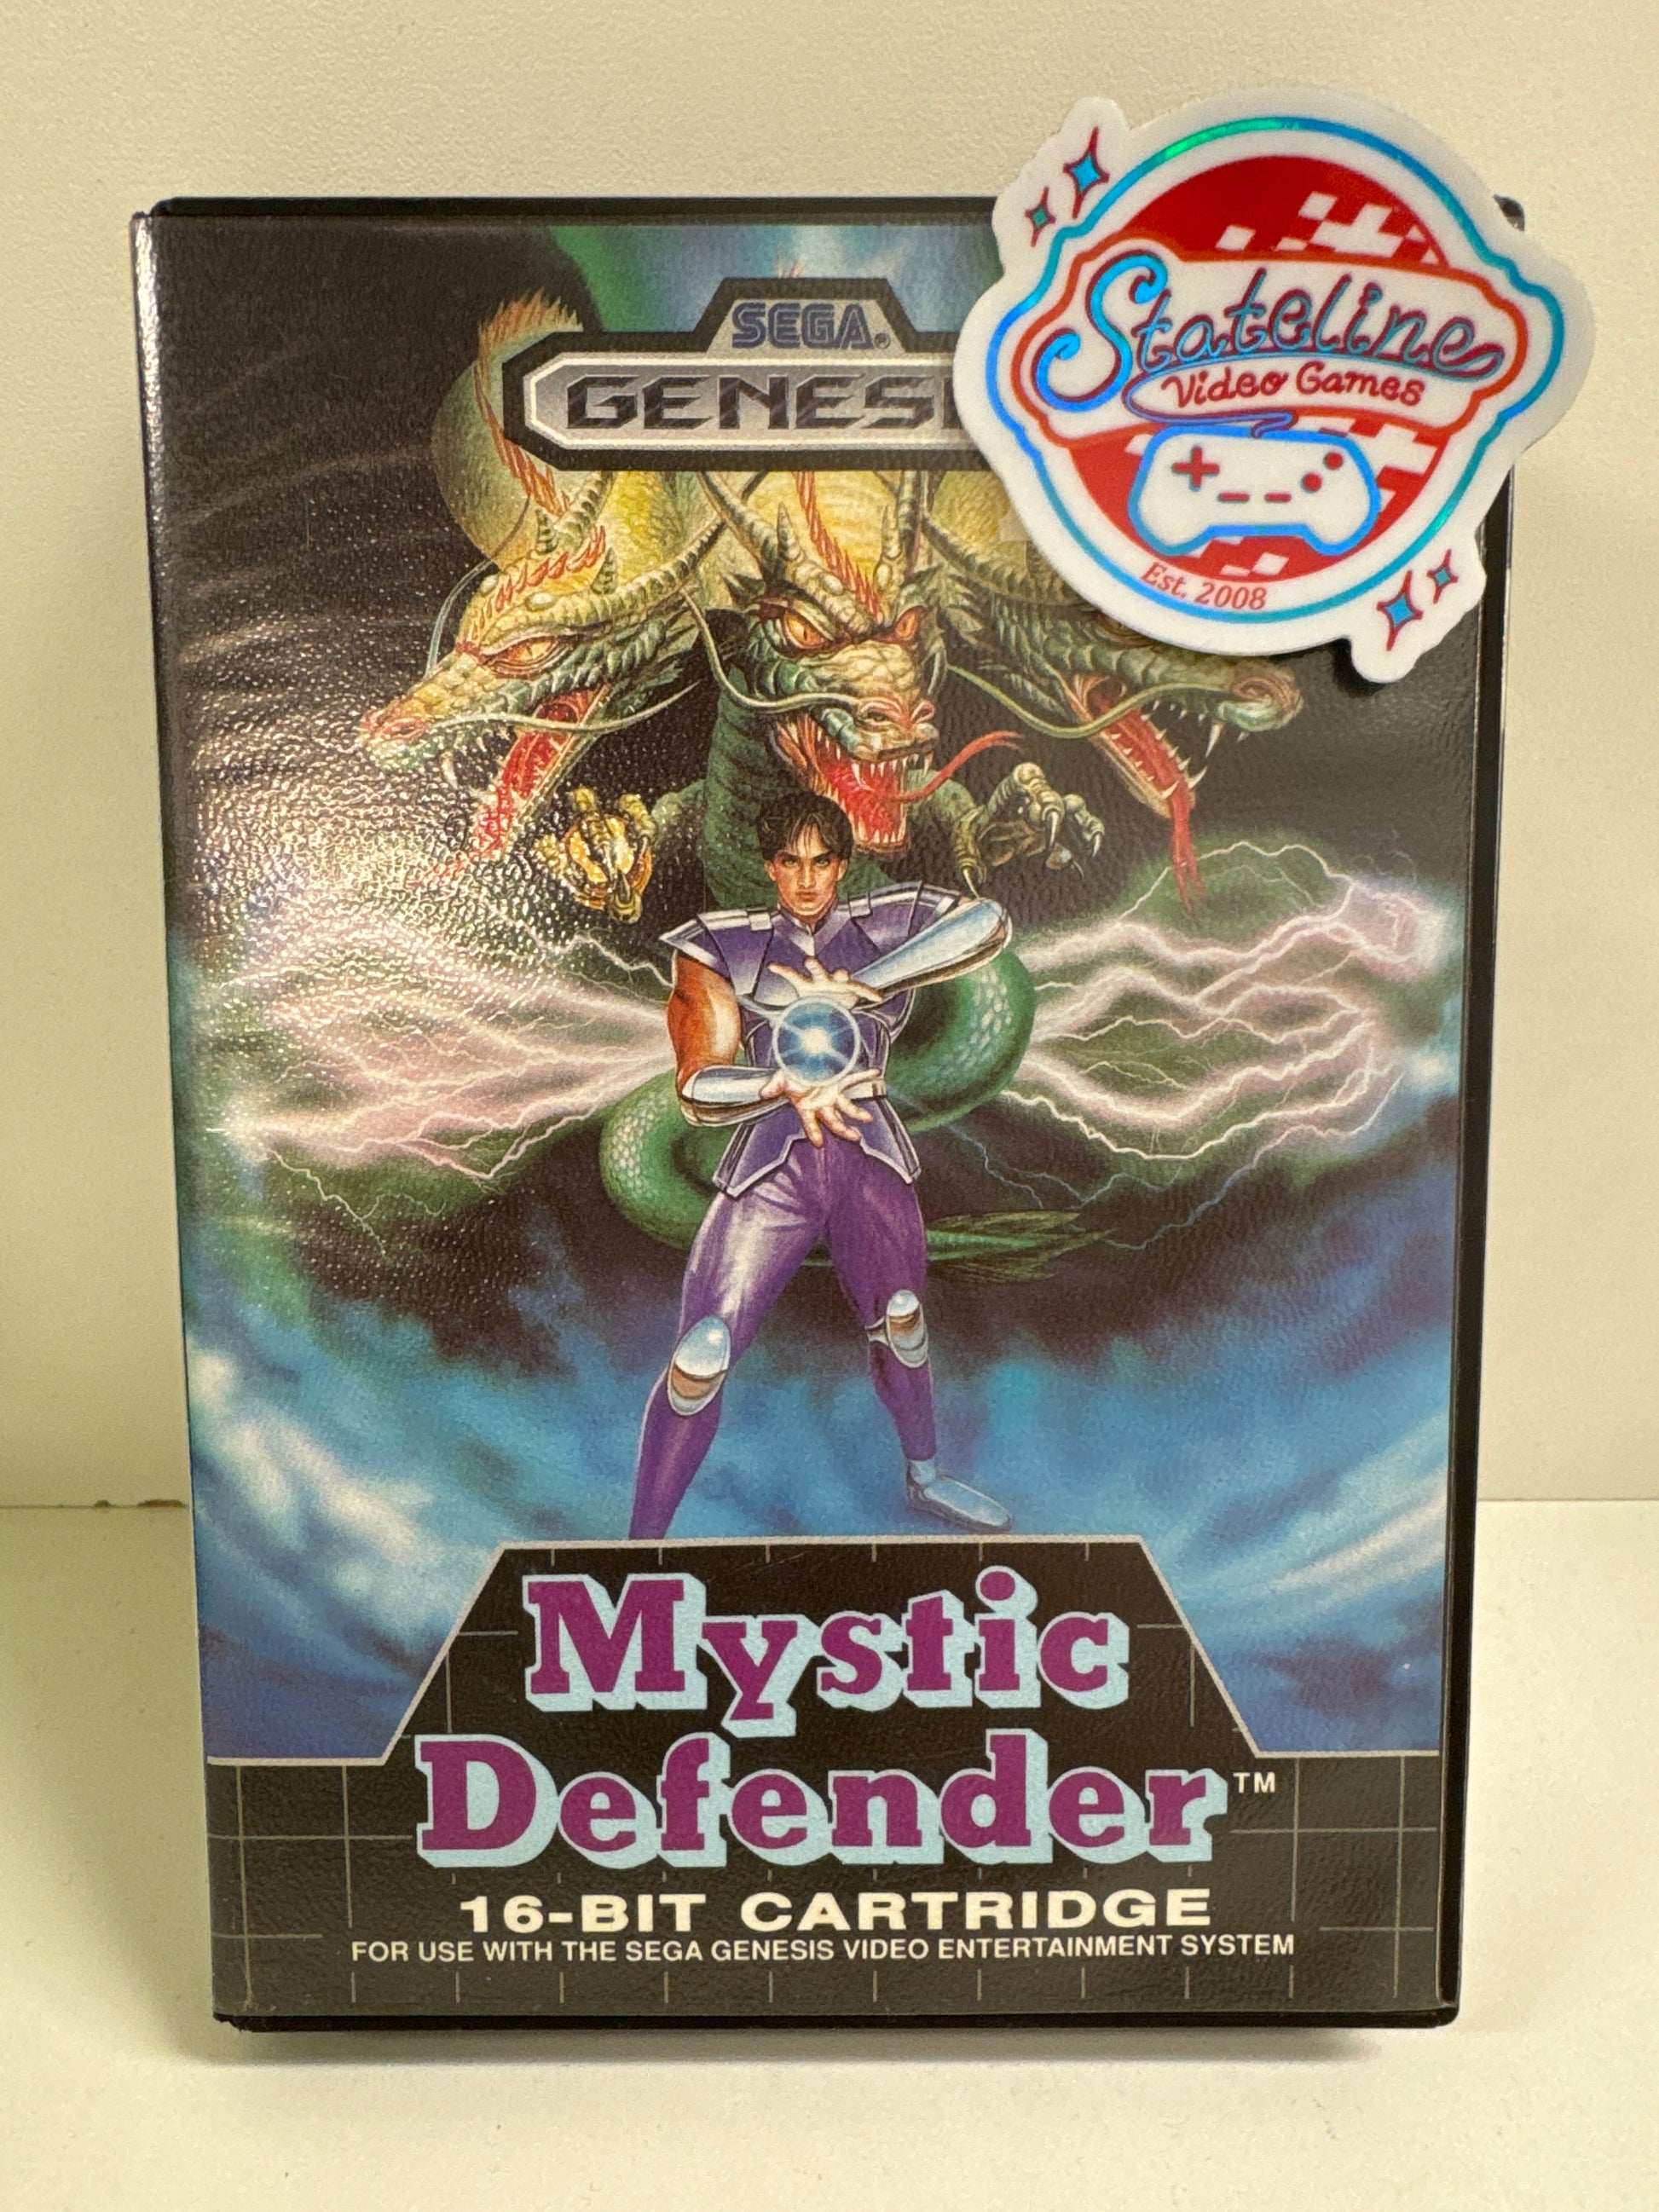 SEGA®
GENESI
Stateline
Video Games
Est. 2008
Mystic
Defender™
16-BIT CARTRIDGE
FOR USE WITH THE SEGA GENESIS VIDEO ENTERTAINMENT SYSTEM